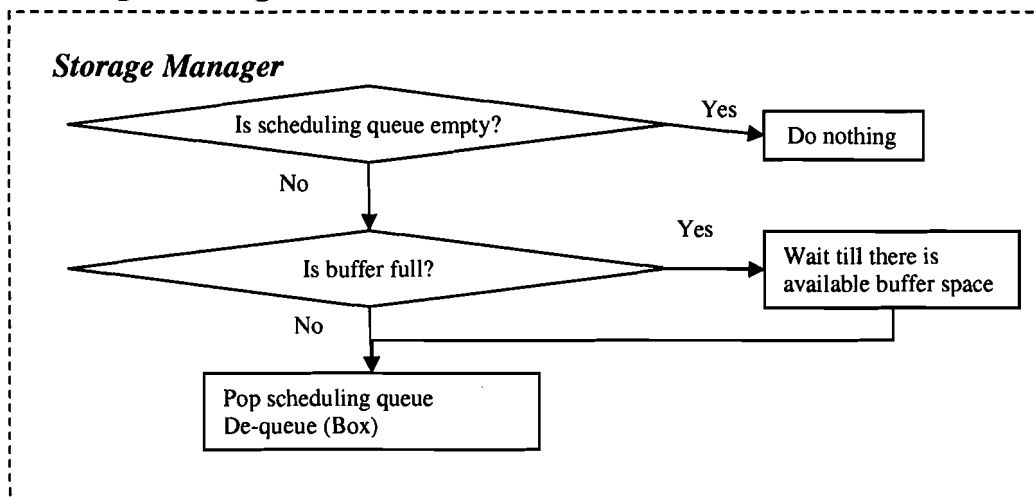 Storage Manager
Is scheduling queue empty?
Yes
Do nothing
No
Is buffer full?
Yes
Wait till there is
available buffer space
No
Pop scheduling queue
De-queue (Box)